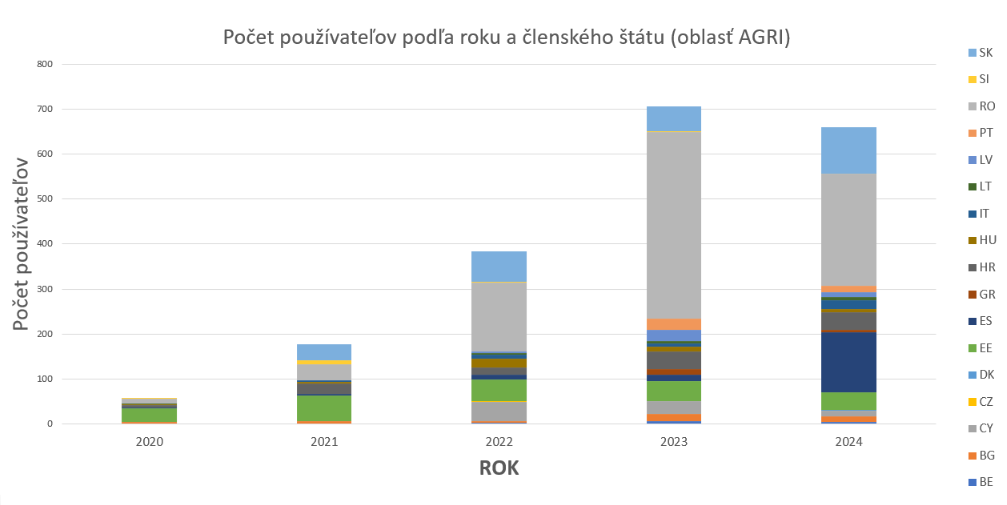 Počet používateľov podľa roku a členského štátu (oblasť AGRI)
Počet používateľov
800
700
600
500
400
300
200
100
0
2020
2021
2022
2023
2024
ROK
SK
SI
RO
PT
LV
LT
IT
HU
HR
GR
ES
EE
DK
CZ
CY
BG
BE